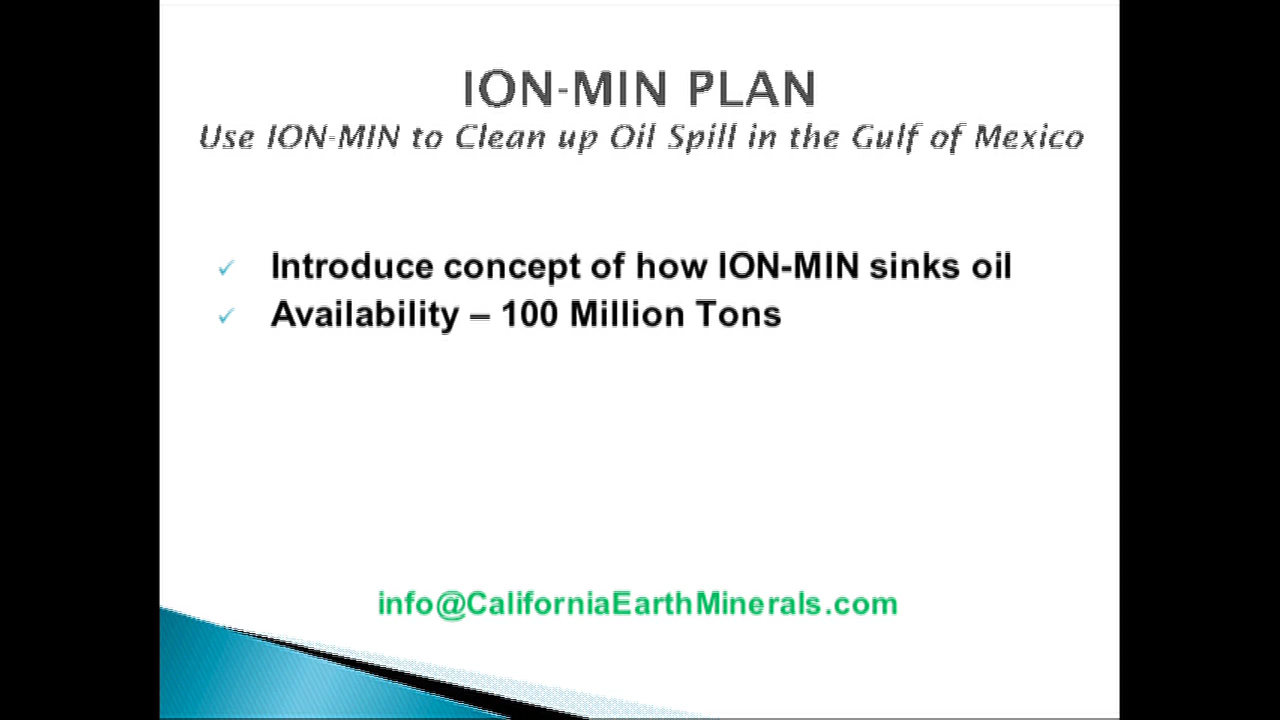 ION-MIN PLAN
Use ION-MIN to Clean up Oil Spill in the Gulf of Mexico
✓ Introduce concept of how ION-MIN sinks oil
✓ Availability – 100 Million Tons
info@CaliforniaEarthMinerals.com